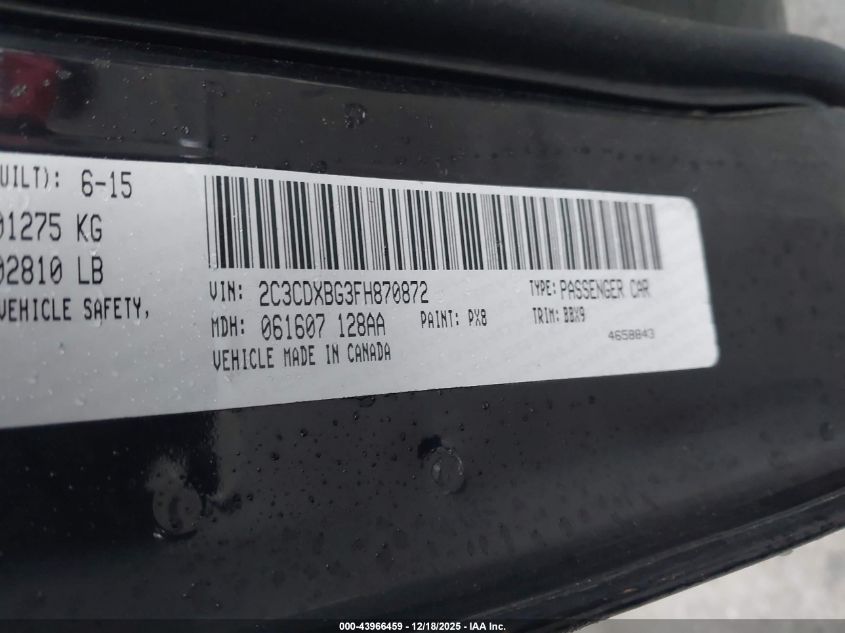 UILT): 6-15
01275 KG
02810 LB
VEHICLE SAFETY,
VIN: 2C3CDXBG3FH870872
TYPE: PASSENGER CAR
MDH: 061607 128AA
PAINT: PX8
TRIM: BBX9
VEHICLE MADE IN CANADA
4658843
000-43966459 - 12/18/2025 - IAA Inc.